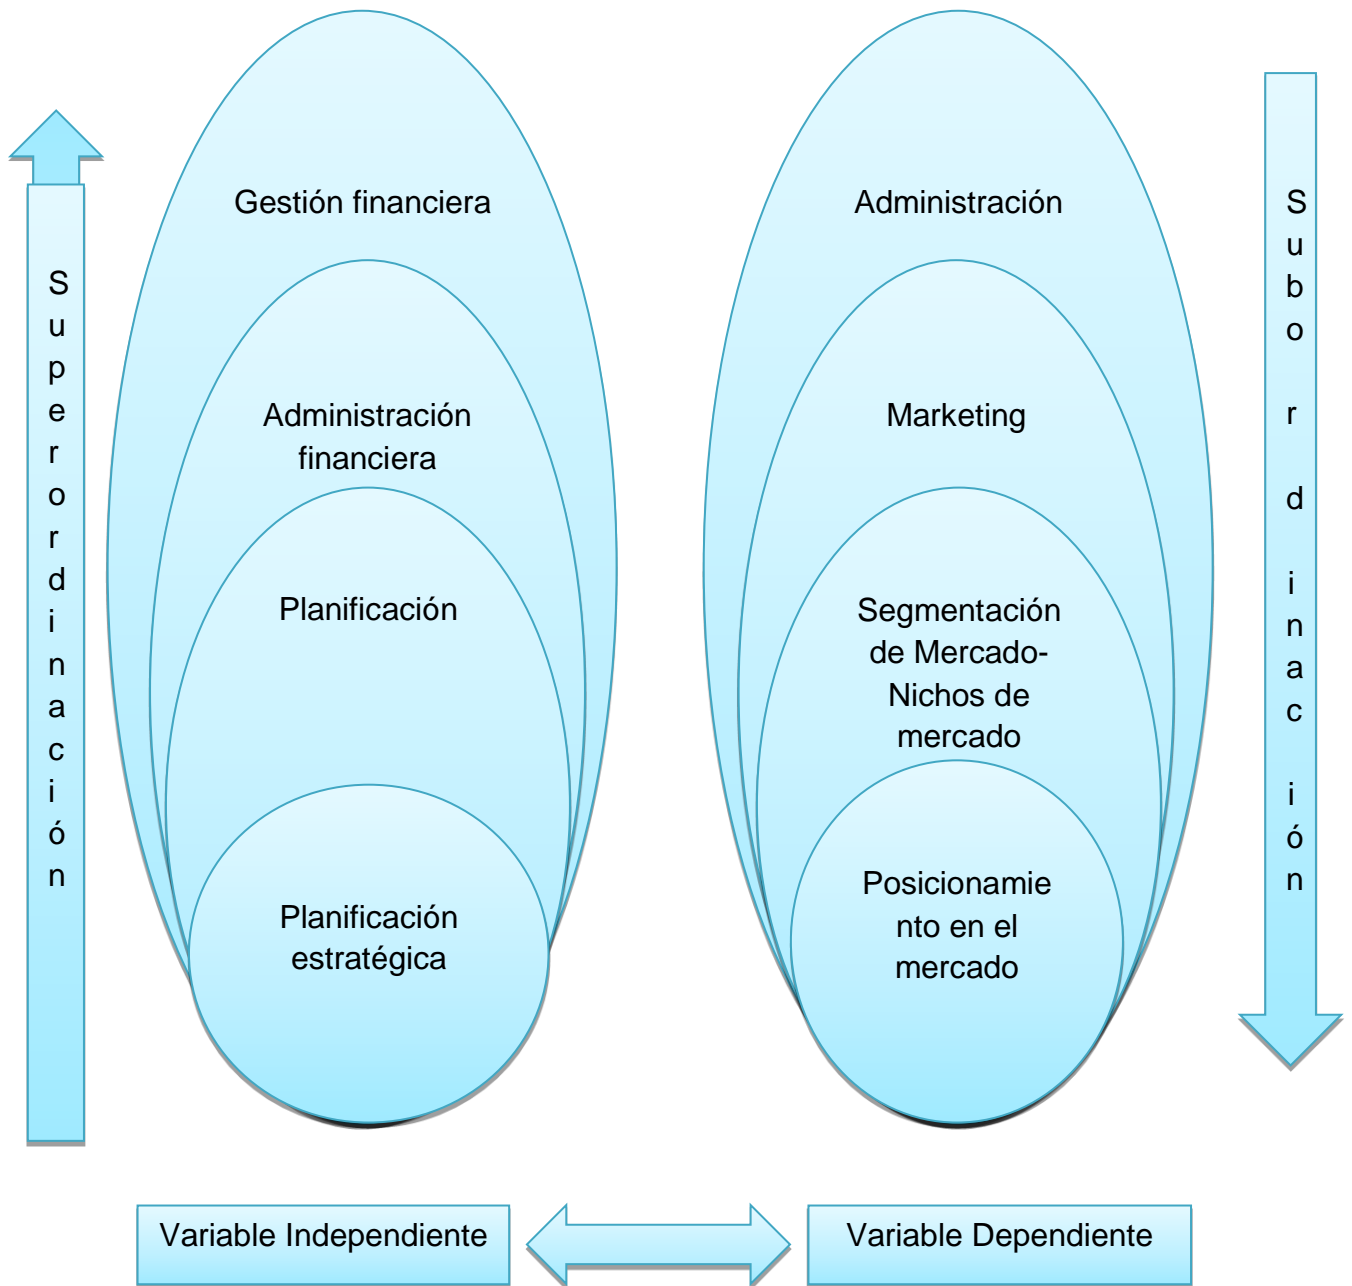 Gestión financiera
Administración
financiera
Planificación
Planificación
estratégica
Administración
Marketing
Segmentación
de Mercado-
Nichos de
mercado
Posicionamie
nto en el
mercado
S
u
p
e
r
o
r
d
i
n
a
c
i
ó
n
S
u
b
o
r
d
i
n
a
c
i
ó
n
Variable Independiente
Variable Dependiente